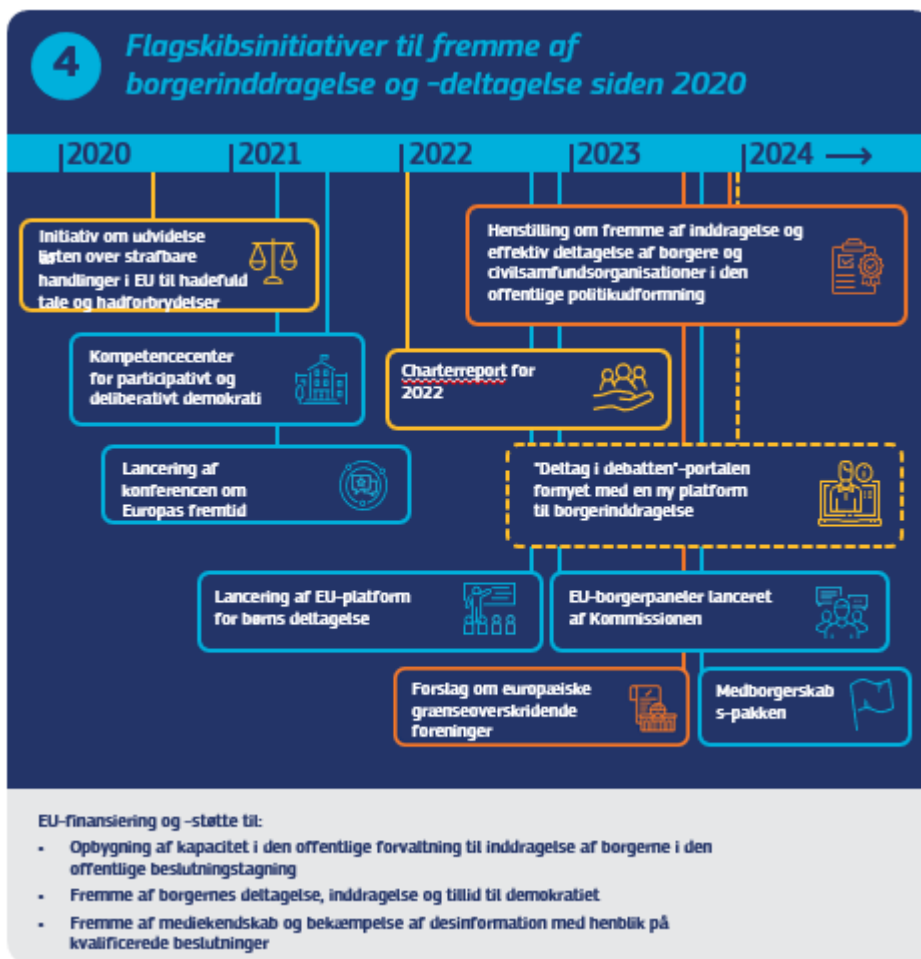 4
Flagskibsinitiativer til fremme af
borgerinddragelse og -deltagelse siden 2020
2020
2021
2022
2023
2024
Initiativ om udvidelse
listen over strafbare
handlinger i EU til hadefuld
tale og hadforbrydelser
Henstilling om fremme af inddragelse og
effektiv deltagelse af borgere og
civilsamfundsorganisationer i den
offentlige politikudformning
Kompetencecenter
for participativt og
deliberativt demokrati
Charterreport for
2022
Lancering af
konferencen om
Europas fremtid
"Deltag i debatten"-portalen
fornyet med en ny platform
til borgerinddragelse
Lancering af EU-platform
for børns deltagelse
EU-borgerpaneler lanceret
af Kommissionen
Forslag om europæiske
grænseoverskridende
foreninger
Medborgerskab
s-pakken
EU-finansiering og -støtte til:
• Opbygning af kapacitet i den offentlige forvaltning til inddragelse af borgerne i den
offentlige beslutningstagning
• Fremme af borgernes deltagelse, inddragelse og tillid til demokratiet
• Fremme af mediekendskab og bekæmpelse af desinformation med henblik på
kvalificerede beslutninger